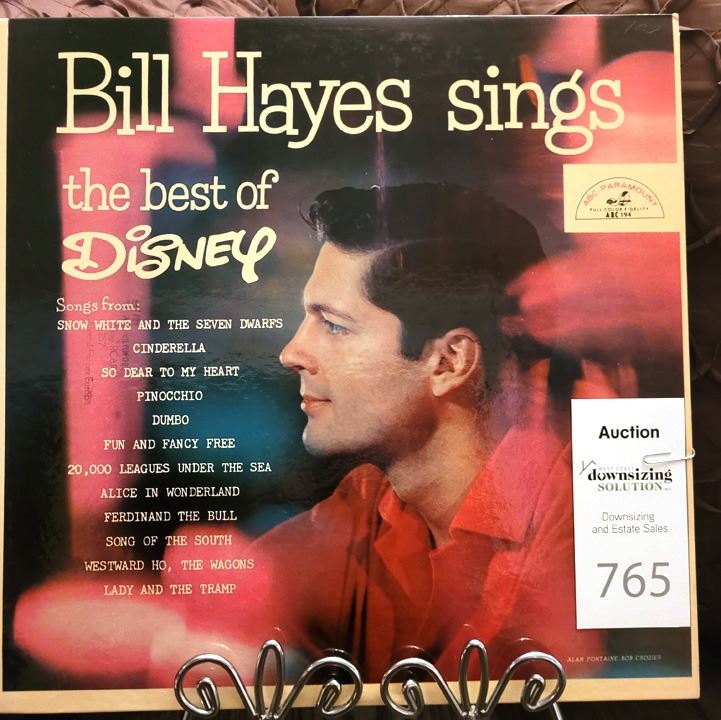 Bill Hayes sings
the best of
DISNEY
ABC-PARAMOUNT
FULL COLOR FIDELITY
ABC 194
Songs from:
SNOW WHITE AND THE SEVEN DWARFS
CINDERELLA
SO DEAR TO MY HEART
PINOCCHIO
DUMBO
FUN AND FANCY FREE
20,000 LEAGUES UNDER THE SEA
ALICE IN WONDERLAND
FERDINAND THE BULL
SONG OF THE SOUTH
WESTWARD HO, THE WAGONS
LADY AND THE TRAMP
Auction
downsizing
SOLUTION
Downsizing
and Estate Sales
765
ALAN FONTAINE BOB CROZIER